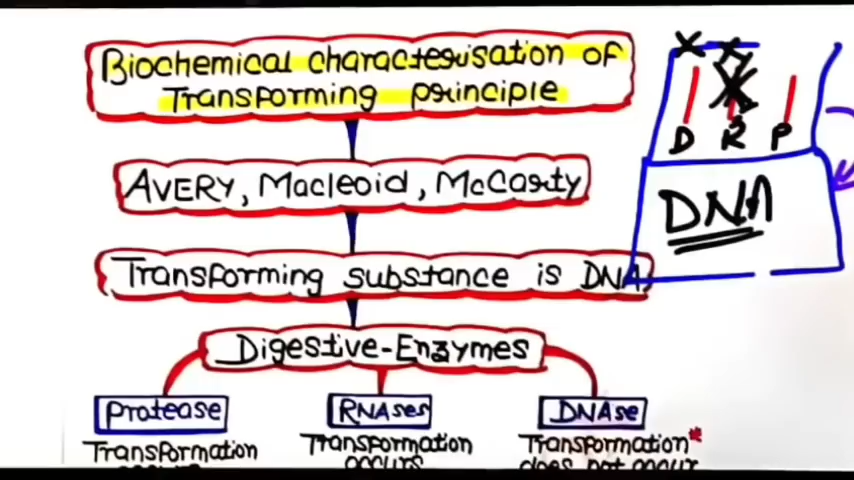 Biochemical characterisation of
Transforming principle
AVERY, Macleoid, McCarty
Transforming substance is DNA
Digestive-Enzymes
Protease
RNAses
DNAse
Transformation
occurs
Transformation
occurs
Transformation*
does not occur
D R P
DNA